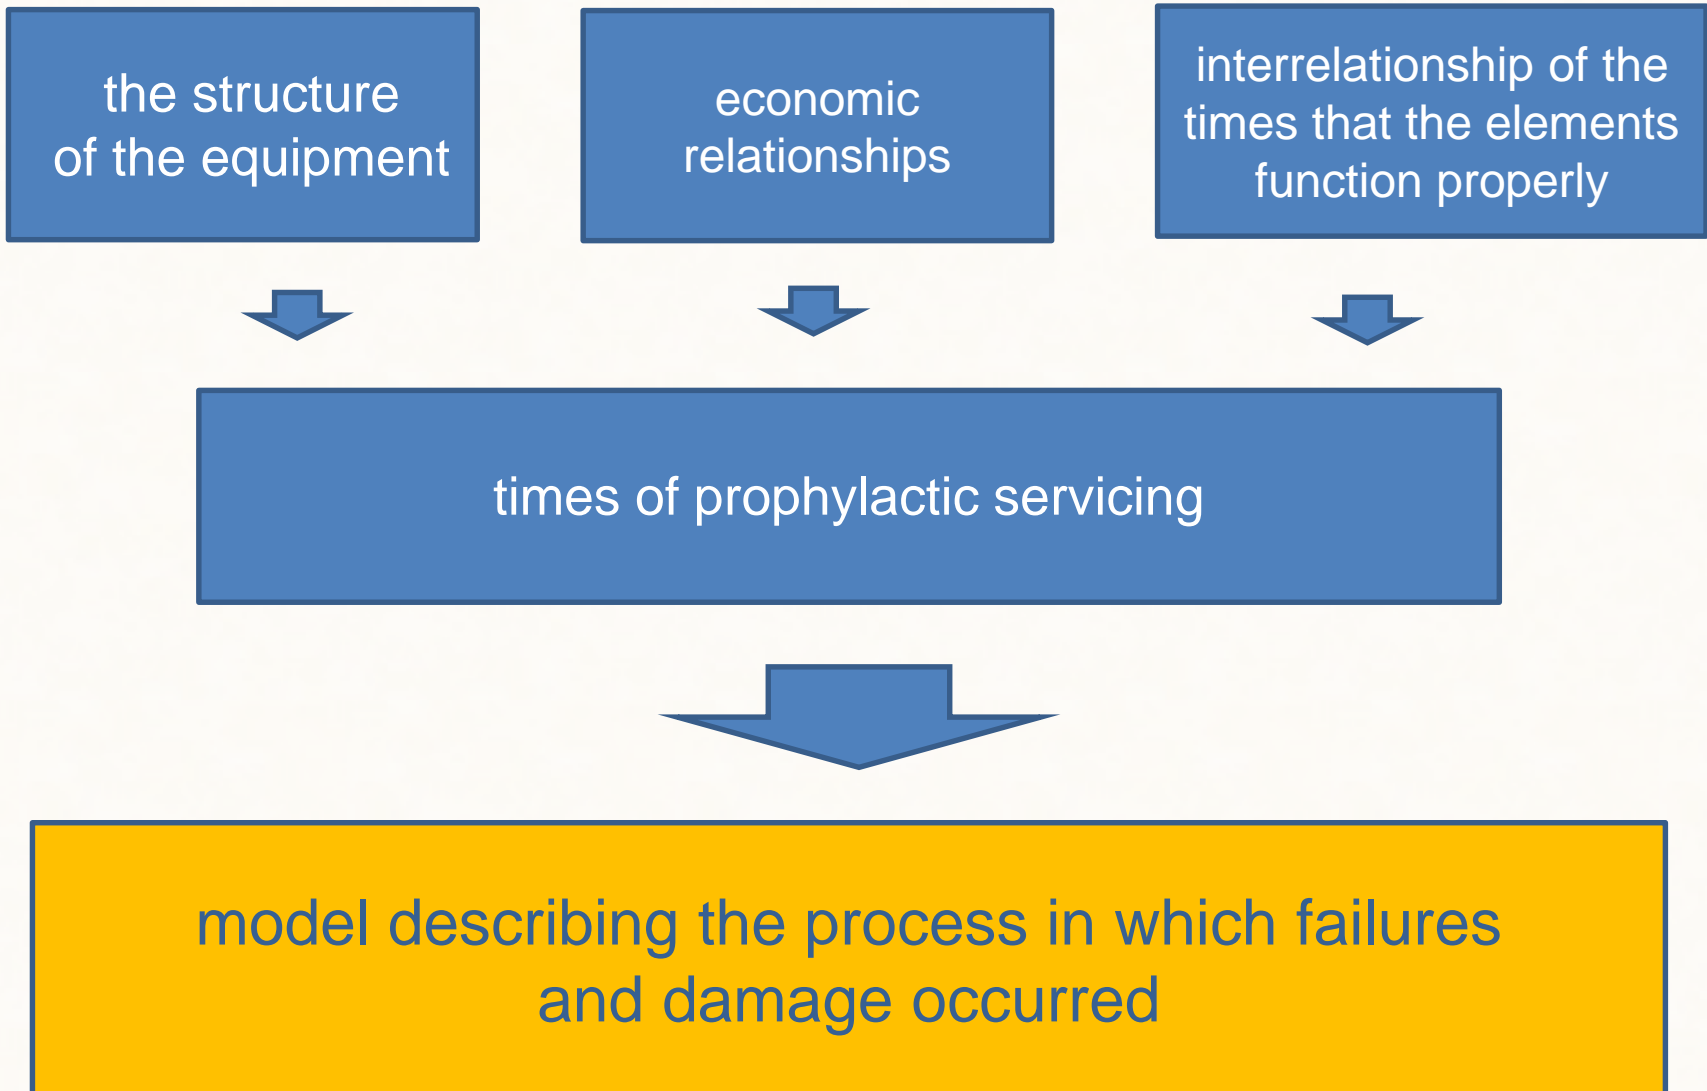 the structure
of the equipment
economic
relationships
interrelationship of the
times that the elements
function properly
times of prophylactic servicing
model describing the process in which failures
and damage occurred